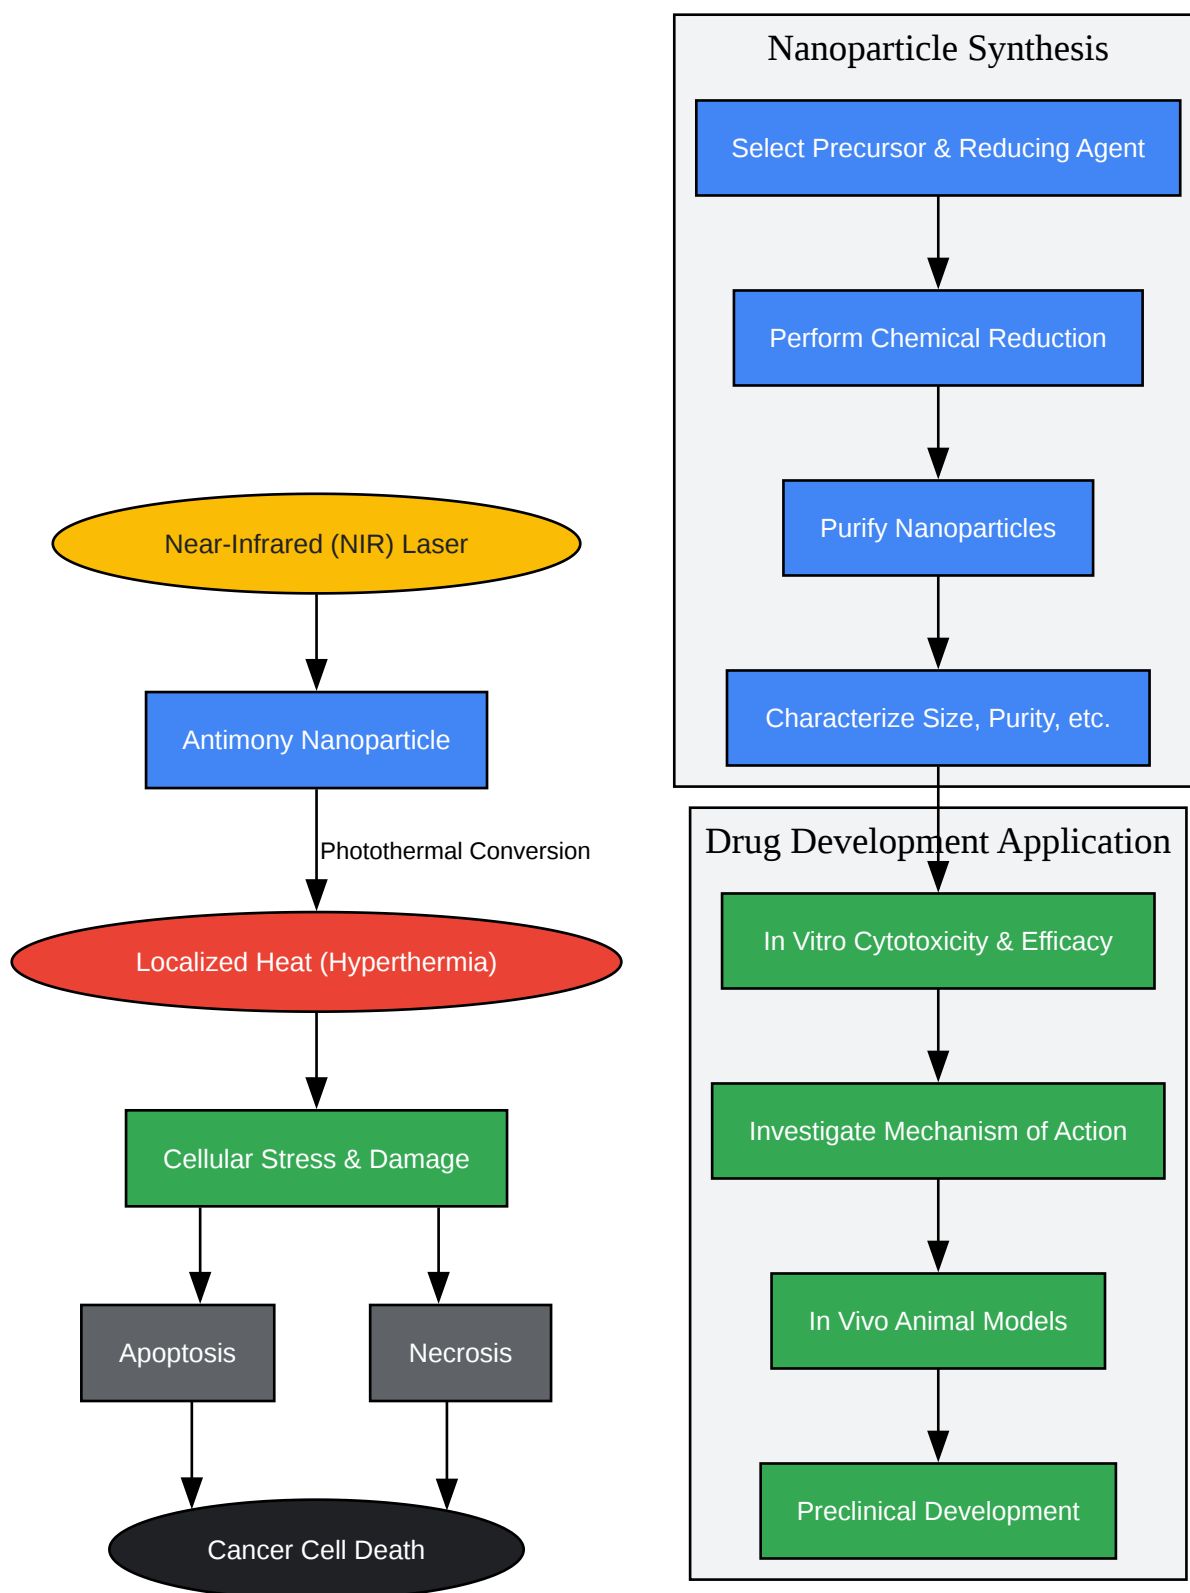 Near-Infrared (NIR) Laser
Antimony Nanoparticle
Photothermal Conversion
Localized Heat (Hyperthermia)
Cellular Stress & Damage
Apoptosis
Necrosis
Cancer Cell Death
Nanoparticle Synthesis
Select Precursor & Reducing Agent
Perform Chemical Reduction
Purify Nanoparticles
Characterize Size, Purity, etc.
Drug Development Application
In Vitro Cytotoxicity & Efficacy
Investigate Mechanism of Action
In Vivo Animal Models
Preclinical Development